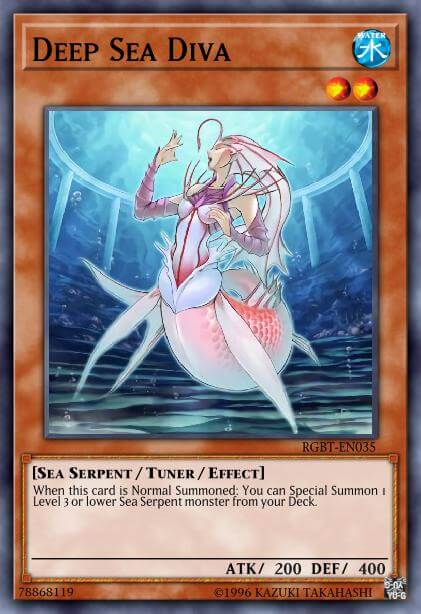 Deep Sea Diva
WATER
水
RGBT-EN035
[Sea Serpent / Tuner / Effect]
When this card is Normal Summoned: You can Special Summon 1
Level 3 or lower Sea Serpent monster from your Deck.
ATK/ 200 DEF/ 400
78868119
©1996 KAZUKI TAKAHASHI